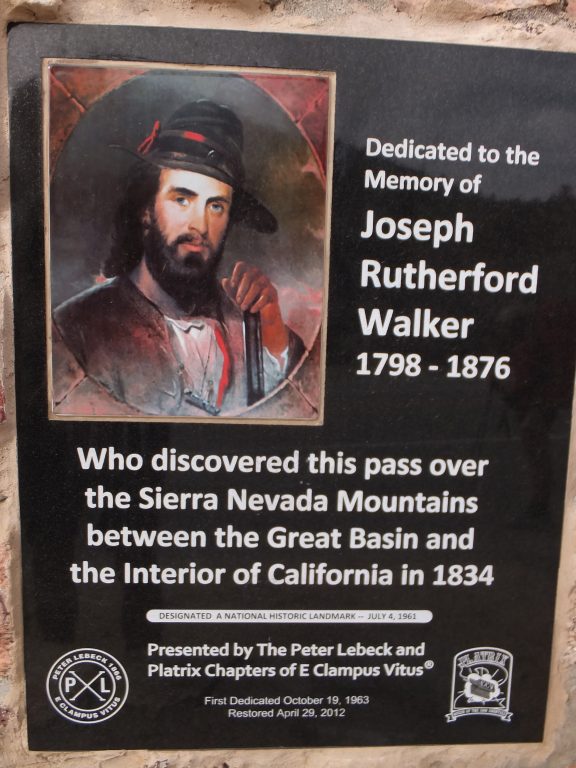 Dedicated to the
Memory of
Joseph
Rutherford
Walker
1798 - 1876
Who discovered this pass over
the Sierra Nevada Mountains
between the Great Basin and
the Interior of California in 1834
DESIGNATED A NATIONAL HISTORIC LANDMARK -- JULY 4, 1961
Presented by The Peter Lebeck and
Platrix Chapters of E Clampus Vitus®
First Dedicated October 19, 1963
Restored April 29, 2012
PETER LEBECK 1866
P L
E CLAMPUS VITUS
PLATRIX